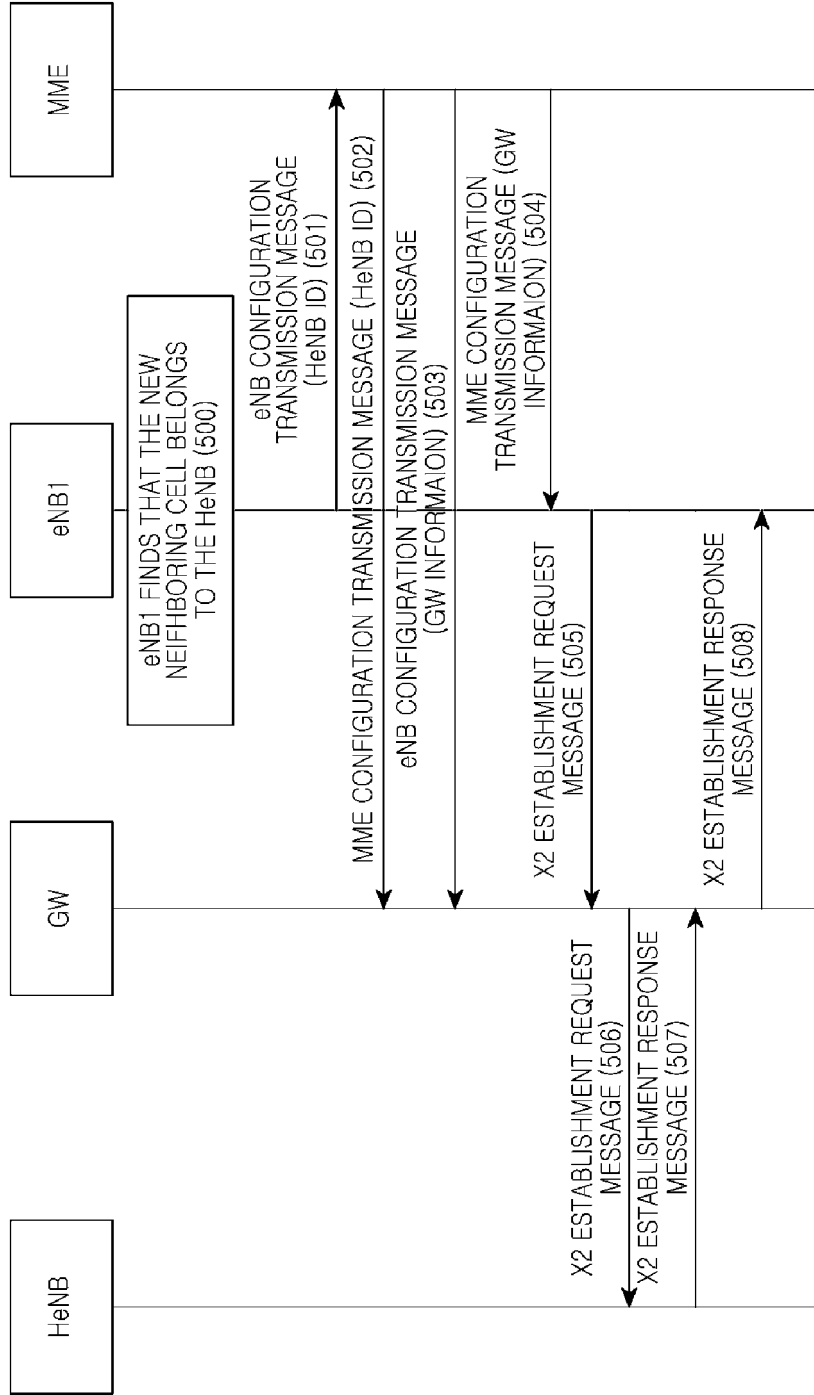 HeNB
GW
eNB1
MME
eNB1 FINDS THAT THE NEW
NEIFHBORING CELL BELONGS
TO THE HeNB (500)
eNB CONFIGURATION
TRANSMISSION MESSAGE
(HeNB ID) (501)
MME CONFIGURATION TRANSMISSION MESSAGE (HeNB ID) (502)
eNB CONFIGURATION TRANSMISSION MESSAGE
(GW INFORMAION) (503)
MME CONFIGURATION
TRANSMISSION MESSAGE (GW
INFORMAION) (504)
X2 ESTABLISHMENT REQUEST
MESSAGE (505)
X2 ESTABLISHMENT REQUEST
MESSAGE (506)
X2 ESTABLISHMENT RESPONSE
MESSAGE (507)
X2 ESTABLISHMENT RESPONSE
MESSAGE (508)